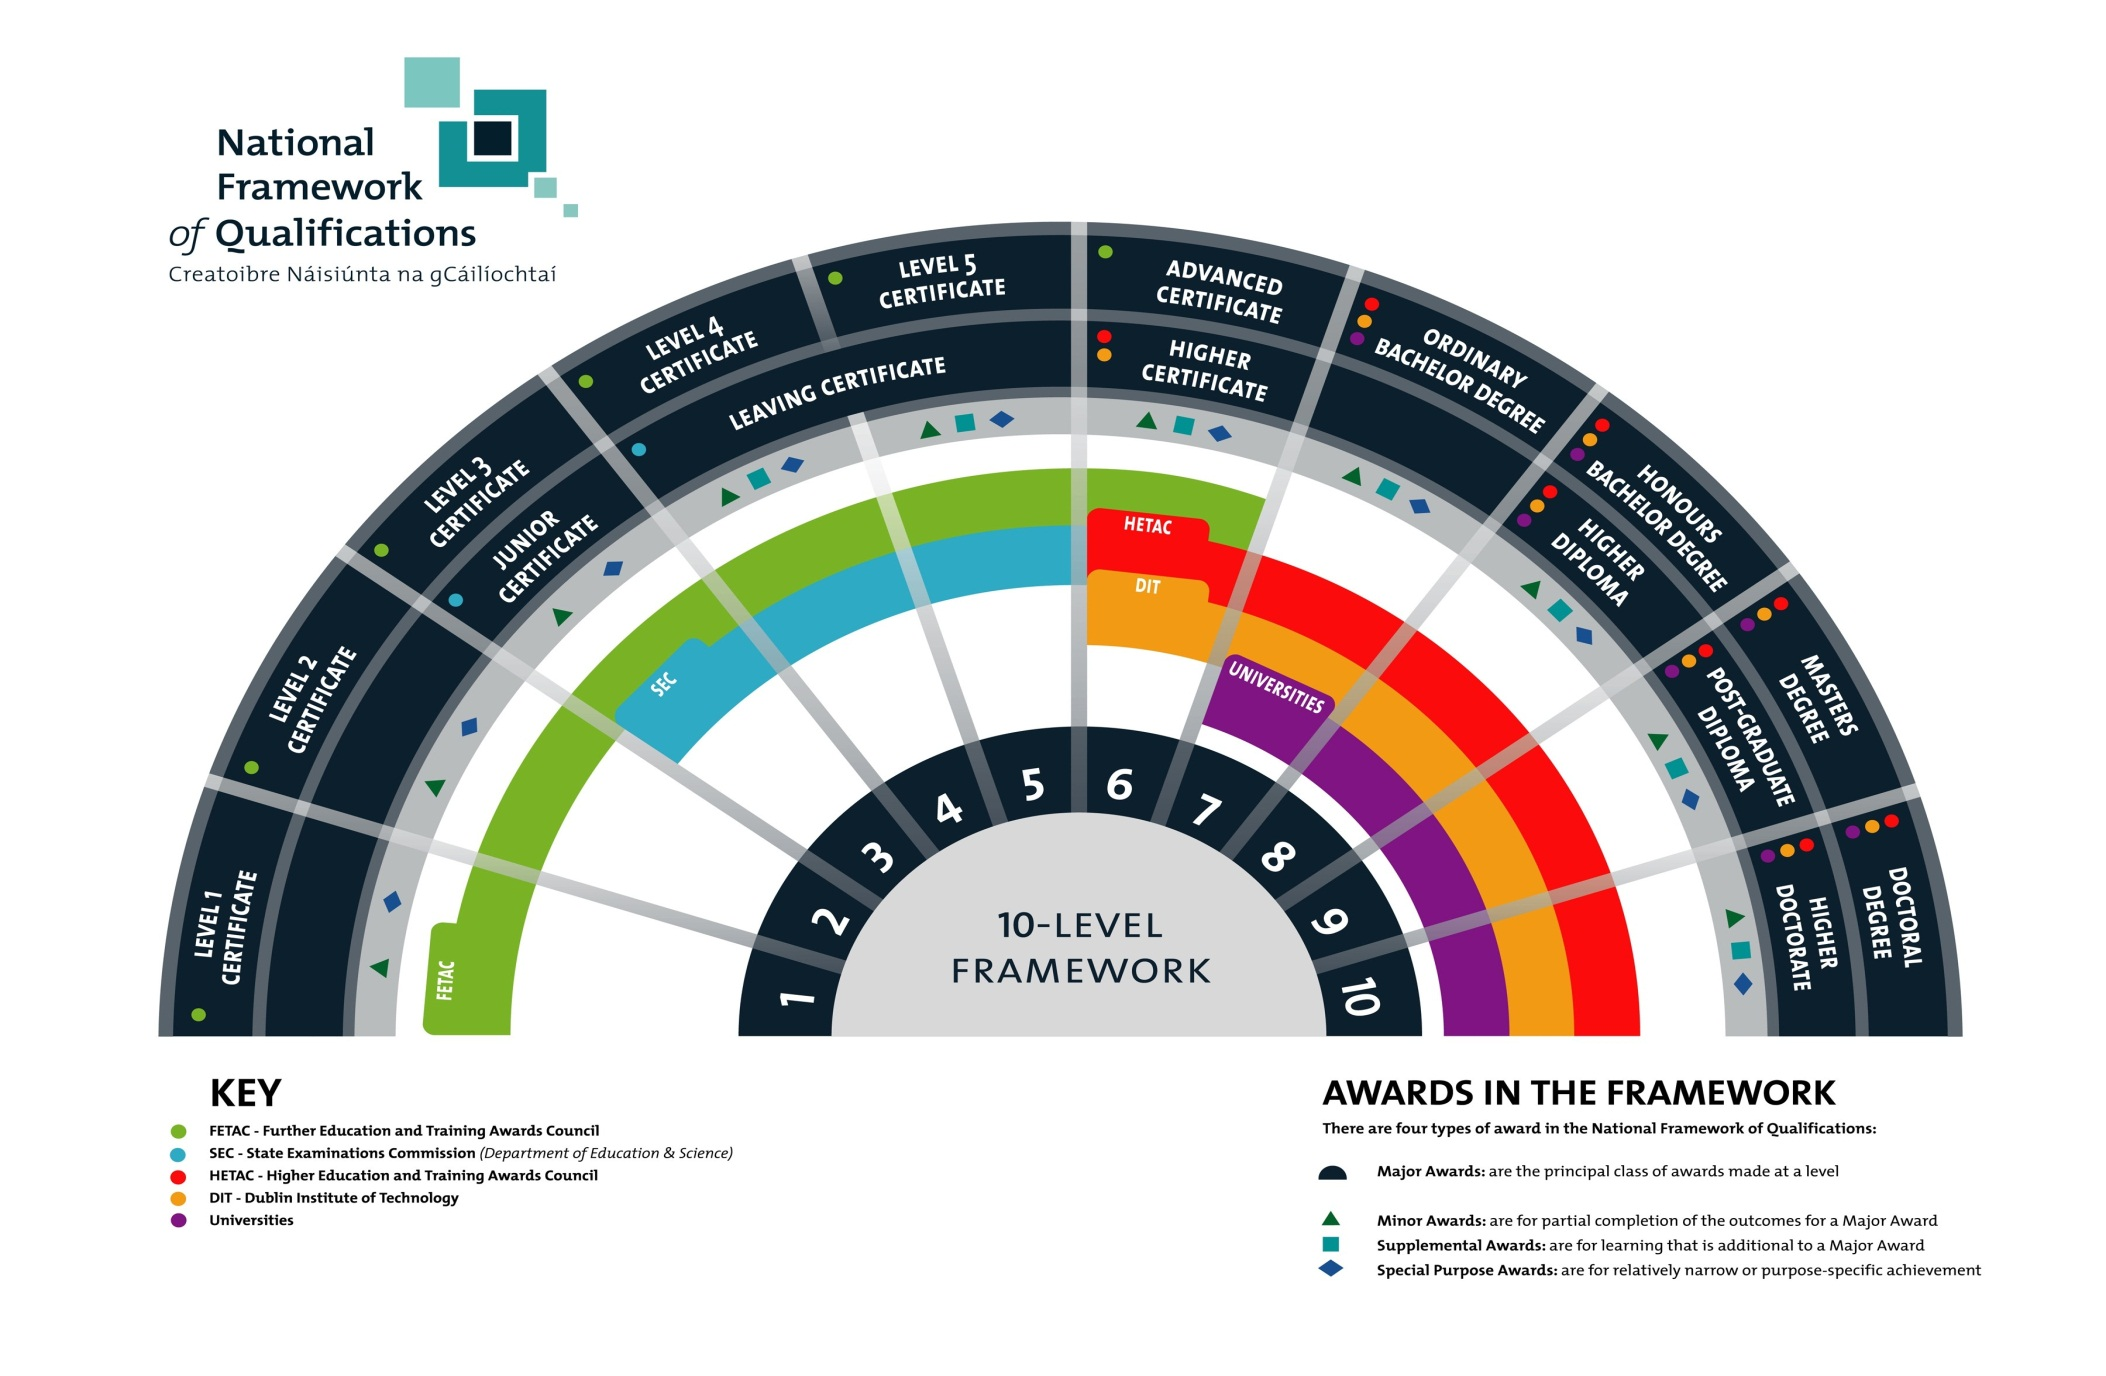 National
Framework
of Qualifications
Creatoibre Náisiúnta na gCáilíochtaí
LEVEL 1
CERTIFICATE
LEVEL 2
CERTIFICATE
LEVEL 3
CERTIFICATE
JUNIOR
CERTIFICATE
LEVEL 4
CERTIFICATE
LEVEL 5
CERTIFICATE
LEAVING CERTIFICATE
ADVANCED
CERTIFICATE
HIGHER
CERTIFICATE
ORDINARY
BACHELOR DEGREE
HONOURS
BACHELOR DEGREE
HIGHER
DIPLOMA
MASTERS
DEGREE
POST-GRADUATE
DIPLOMA
DOCTORAL
DEGREE
HIGHER
DOCTORATE
FETAC
SEC
HETAC
DIT
UNIVERSITIES
1
2
3
4
5
6
7
8
9
10
10-LEVEL
FRAMEWORK
KEY
FETAC - Further Education and Training Awards Council
SEC - State Examinations Commission (Department of Education & Science)
HETAC - Higher Education and Training Awards Council
DIT - Dublin Institute of Technology
Universities
AWARDS IN THE FRAMEWORK
There are four types of award in the National Framework of Qualifications:
Major Awards: are the principal class of awards made at a level
Minor Awards: are for partial completion of the outcomes for a Major Award
Supplemental Awards: are for learning that is additional to a Major Award
Special Purpose Awards: are for relatively narrow or purpose-specific achievement